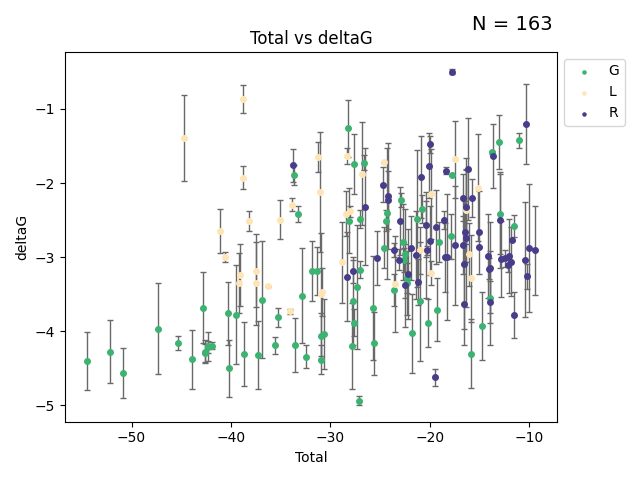 N = 163
Total vs deltaG
G
L
R
−1
−2
−3
−4
−5
deltaG
−50
−40
−30
−20
−10
Total